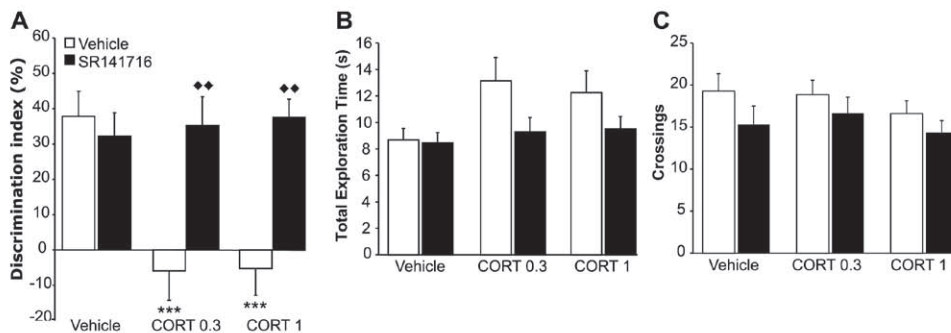 A
Discrimination index (%)
60
50
40
30
20
10
0
-10
-20
Vehicle
SR141716
◆◆
◆◆
***
***
Vehicle
CORT 0.3
CORT 1
B
Total Exploration Time (s)
16
14
12
10
8
6
4
2
0
Vehicle
CORT 0.3
CORT 1
C
Crossings
25
20
15
10
5
0
Vehicle
CORT 0.3
CORT 1